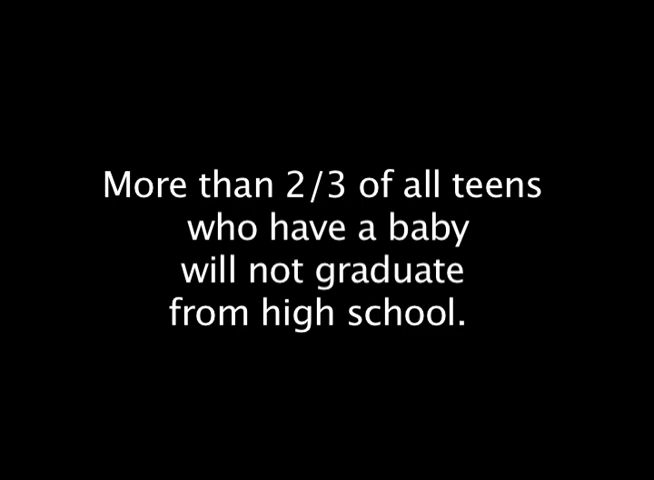 More than 2/3 of all teens
who have a baby
will not graduate
from high school.